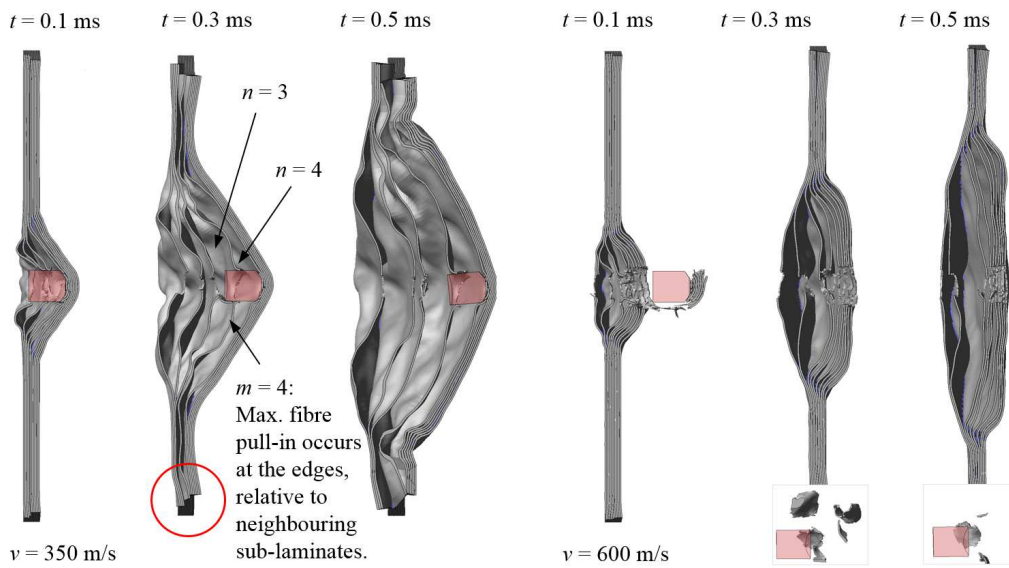 t = 0.1 ms
t = 0.3 ms
t = 0.5 ms
t = 0.1 ms
t = 0.3 ms
t = 0.5 ms
n = 3
n = 4
m = 4:
Max. fibre
pull-in occurs
at the edges,
relative to
neighbouring
sub-laminates.
v = 350 m/s
v = 600 m/s